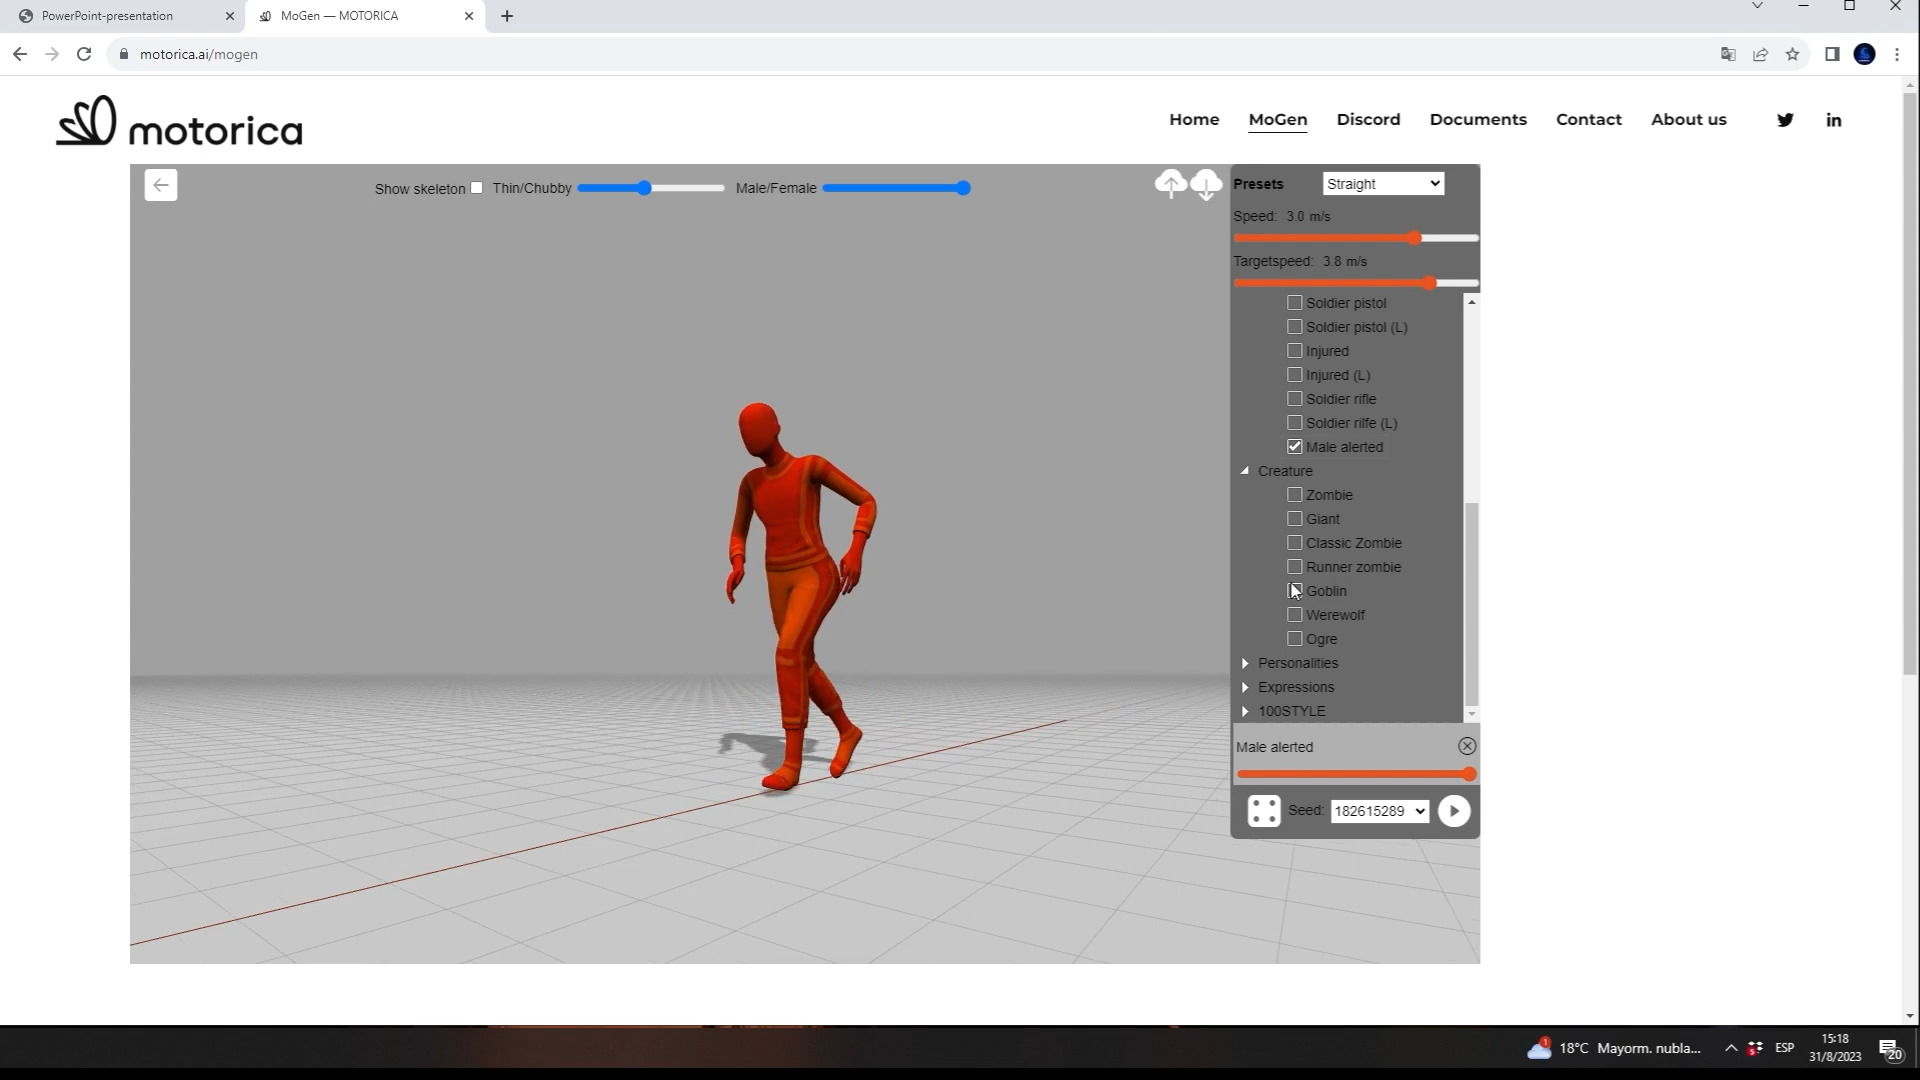 PowerPoint-presentation
MoGen — MOTORICA
motorica.ai/mogen
motorica
Home MoGen Discord Documents Contact About us
Show skeleton Thin/Chubby Male/Female
Presets Straight
Speed: 3.0 m/s
Targetspeed: 3.8 m/s
Soldier pistol
Soldier pistol (L)
Injured
Injured (L)
Soldier rifle
Soldier rilfe (L)
Male alerted
Creature
Zombie
Giant
Classic Zombie
Runner zombie
Goblin
Werewolf
Ogre
Personalities
Expressions
100STYLE
Male alerted
Seed: 182615289
1 18°C Mayorm. nubla... ESP
15:18
31/8/2023
20